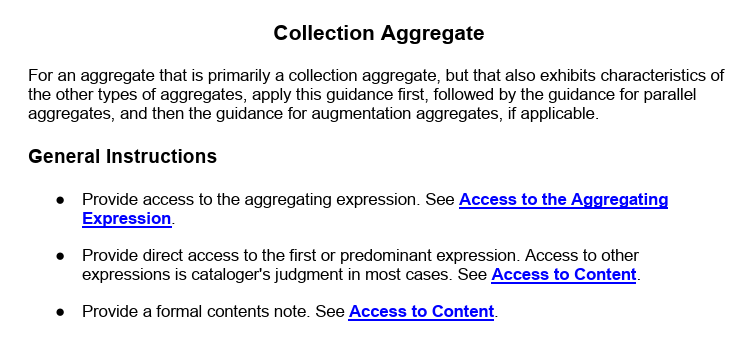 Collection Aggregate
For an aggregate that is primarily a collection aggregate, but that also exhibits characteristics of
the other types of aggregates, apply this guidance first, followed by the guidance for parallel
aggregates, and then the guidance for augmentation aggregates, if applicable.
General Instructions
● Provide access to the aggregating expression. See Access to the Aggregating
Expression.
● Provide direct access to the first or predominant expression. Access to other
expressions is cataloger's judgment in most cases. See Access to Content.
● Provide a formal contents note. See Access to Content.